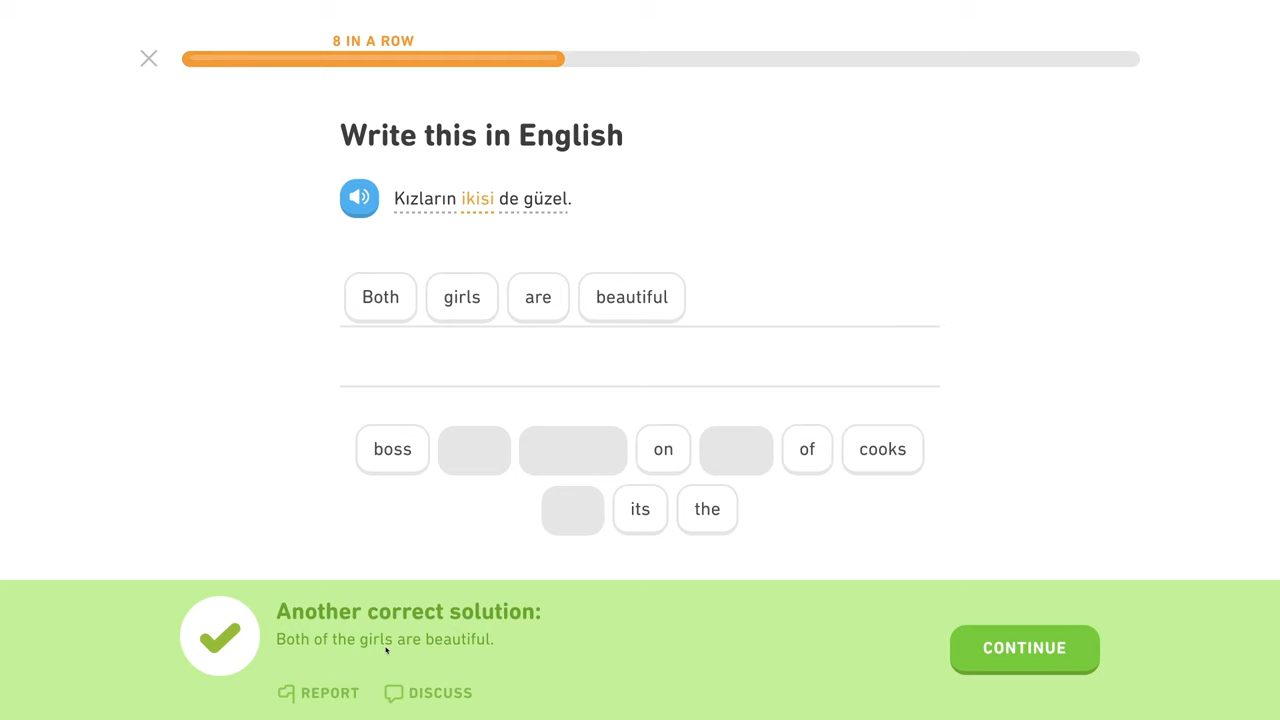 8 IN A ROW
Write this in English
Kızların ikisi de güzel.
Both girls are beautiful
boss on of cooks
its the
Another correct solution:
Both of the girls are beautiful.
CONTINUE
REPORT DISCUSS